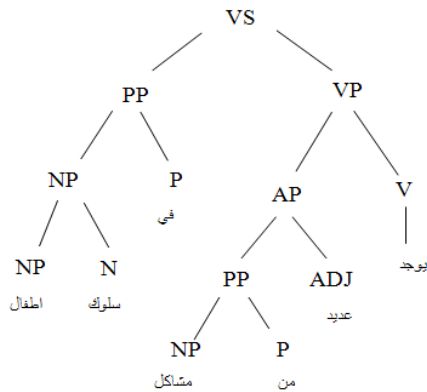 VS
PP VP
NP P AP V
في يوجد
NP N PP ADJ
اطفال سلوك عديد
NP P
مشاكل من